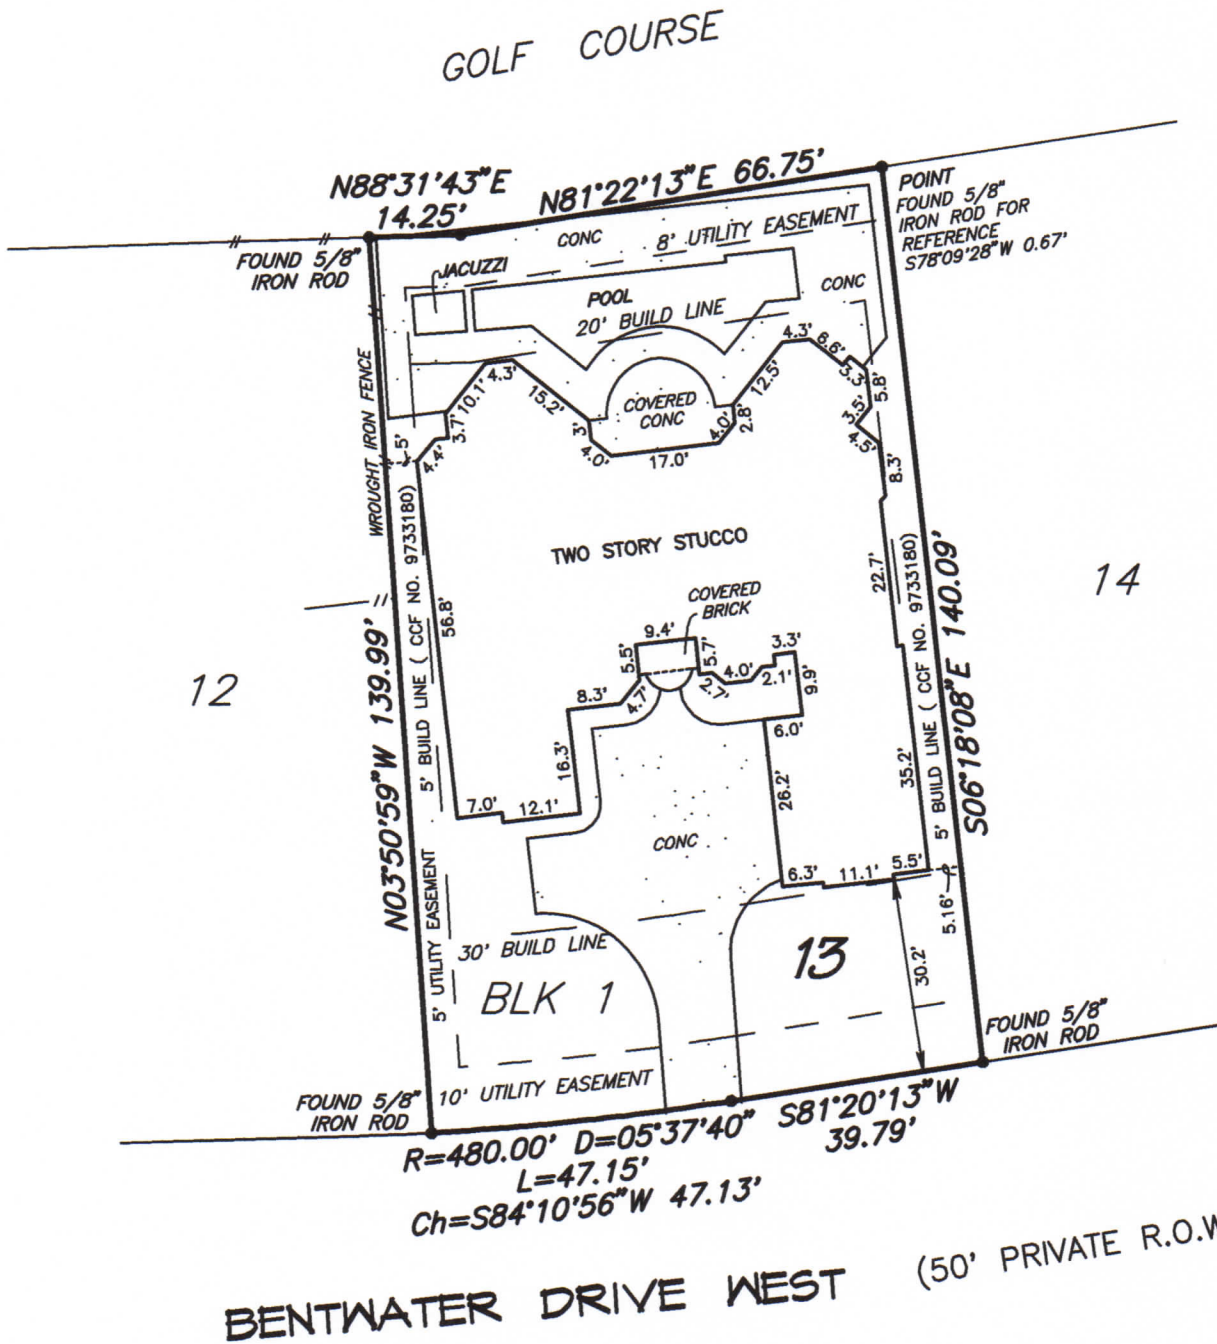 GOLF COURSE
N88°31'43"E
14.25'
N81°22'13"E 66.75'
POINT
FOUND 5/8"
IRON ROD FOR
REFERENCE
S78°09'28"W 0.67'
FOUND 5/8"
IRON ROD
CONC
8' UTILITY EASEMENT
JACUZZI
POOL
CONC
20' BUILD LINE
4.3'
6.6'
3.3'
5.8'
3.5'
4.5'
8.3'
12.5'
2.8'
4.0'
COVERED
CONC
17.0'
4.0'
3'
15.2'
4.3'
10.1'
3.7'
4.4'
5'
WROUGHT IRON FENCE
TWO STORY STUCCO
COVERED
BRICK
9.4'
5.5'
5.7'
4.0'
2.7'
2.1'
3.3'
9.9'
6.0'
8.3'
4.7'
16.3'
26.2'
56.8'
22.7'
35.2'
7.0'
12.1'
CONC
6.3'
11.1'
5.5'
5.16'
30.2'
12
14
N03°50'59"W 139.99'
5' BUILD LINE ( CCF NO. 9733180)
5' UTILITY EASEMENT
5' BUILD LINE ( CCF NO. 9733180)
S06°18'08"E 140.09'
30' BUILD LINE
13
BLK 1
10' UTILITY EASEMENT
FOUND 5/8"
IRON ROD
FOUND 5/8"
IRON ROD
R=480.00' D=05°37'40"
L=47.15'
Ch=S84°10'56"W 47.13'
S81°20'13"W
39.79'
BENTWATER DRIVE WEST
(50' PRIVATE R.O.W